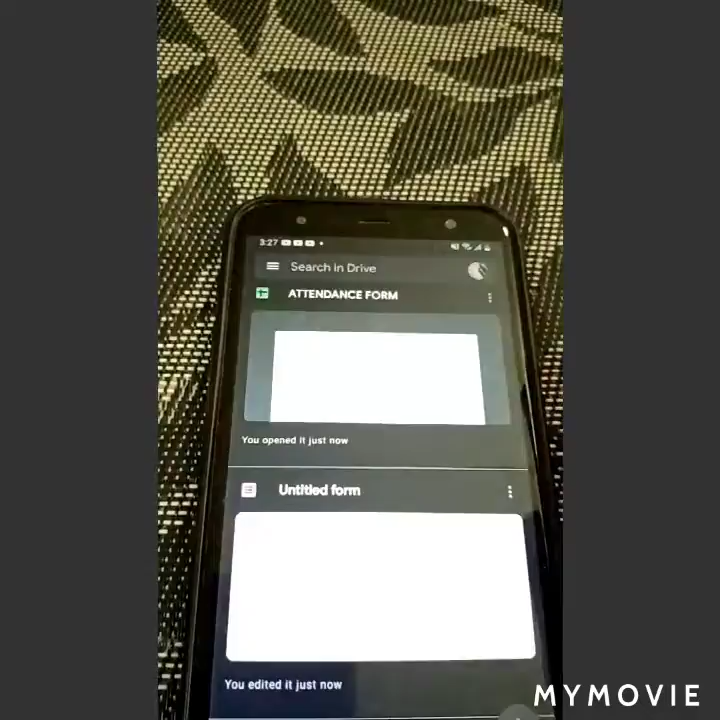 3:27
Search in Drive
ATTENDANCE FORM
You opened it just now
Untitled form
You edited it just now
MYMOVIE